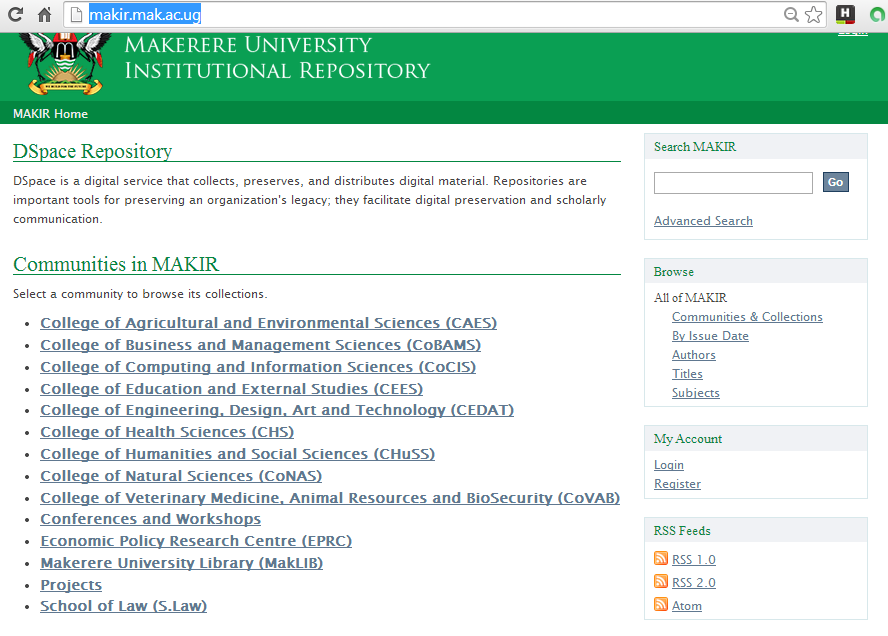 makir.mak.ac.ug
H
Login
MAKERERE UNIVERSITY
INSTITUTIONAL REPOSITORY
MAKIR Home
DSpace Repository
DSpace is a digital service that collects, preserves, and distributes digital material. Repositories are
important tools for preserving an organization's legacy; they facilitate digital preservation and scholarly
communication.
Communities in MAKIR
Select a community to browse its collections.
College of Agricultural and Environmental Sciences (CAES)
College of Business and Management Sciences (CoBAMS)
College of Computing and Information Sciences (CoCIS)
College of Education and External Studies (CEES)
College of Engineering, Design, Art and Technology (CEDAT)
College of Health Sciences (CHS)
College of Humanities and Social Sciences (CHuSS)
College of Natural Sciences (CoNAS)
College of Veterinary Medicine, Animal Resources and BioSecurity (CoVAB)
Conferences and Workshops
Economic Policy Research Centre (EPRC)
Makerere University Library (MakLIB)
Projects
School of Law (S.Law)
Search MAKIR
Go
Advanced Search
Browse
All of MAKIR
Communities & Collections
By Issue Date
Authors
Titles
Subjects
My Account
Login
Register
RSS Feeds
RSS 1.0
RSS 2.0
Atom